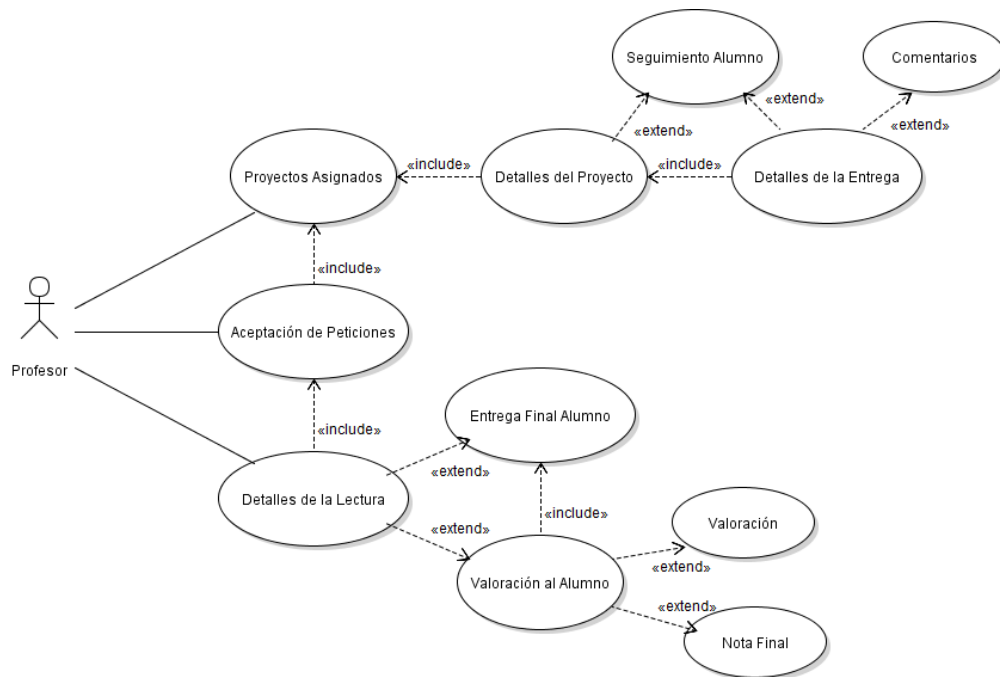 Seguimiento Alumno
Comentarios
«extend»
«extend»
«extend»
Proyectos Asignados
«include»
Detalles del Proyecto
«include»
Detalles de la Entrega
«include»
Aceptación de Peticiones
Profesor
«include»
Entrega Final Alumno
«extend»
Detalles de la Lectura
«extend»
«include»
Valoración
Valoración al Alumno
«extend»
«extend»
Nota Final